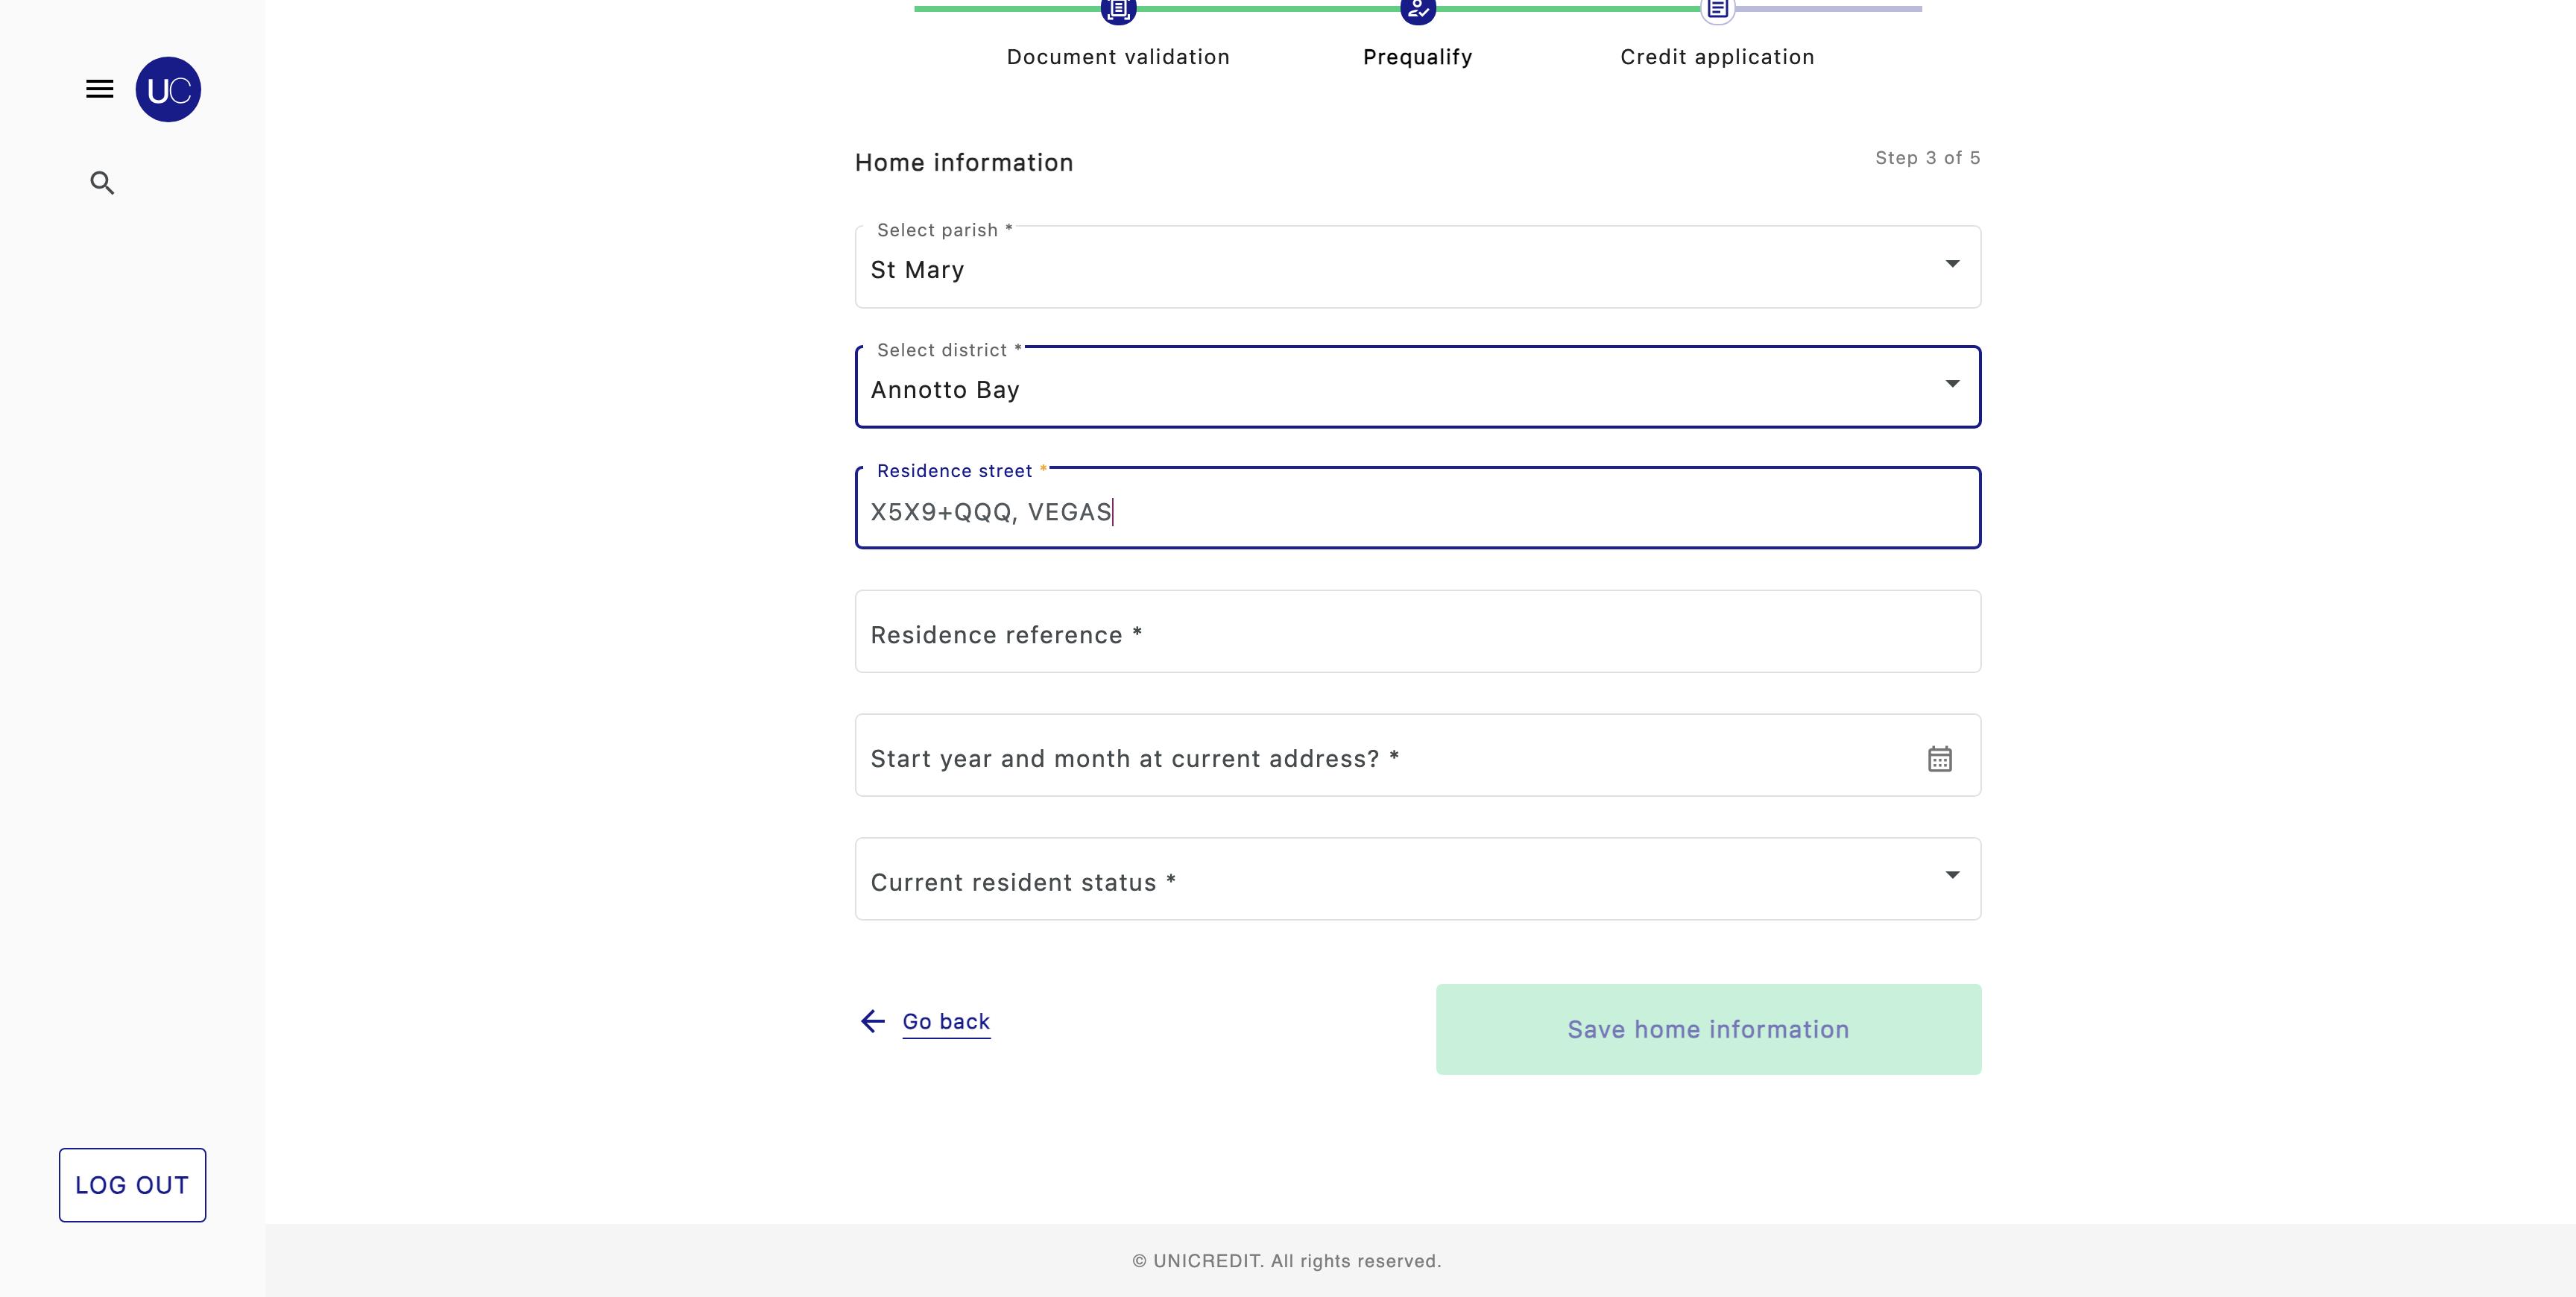 Document validation
Prequalify
Credit application
UC
Home information
Step 3 of 5
Select parish *
St Mary
Select district *
Annotto Bay
Residence street *
X5X9+QQQ, VEGAS
Residence reference *
Start year and month at current address? *
Current resident status *
Go back
Save home information
LOG OUT
© UNICREDIT. All rights reserved.